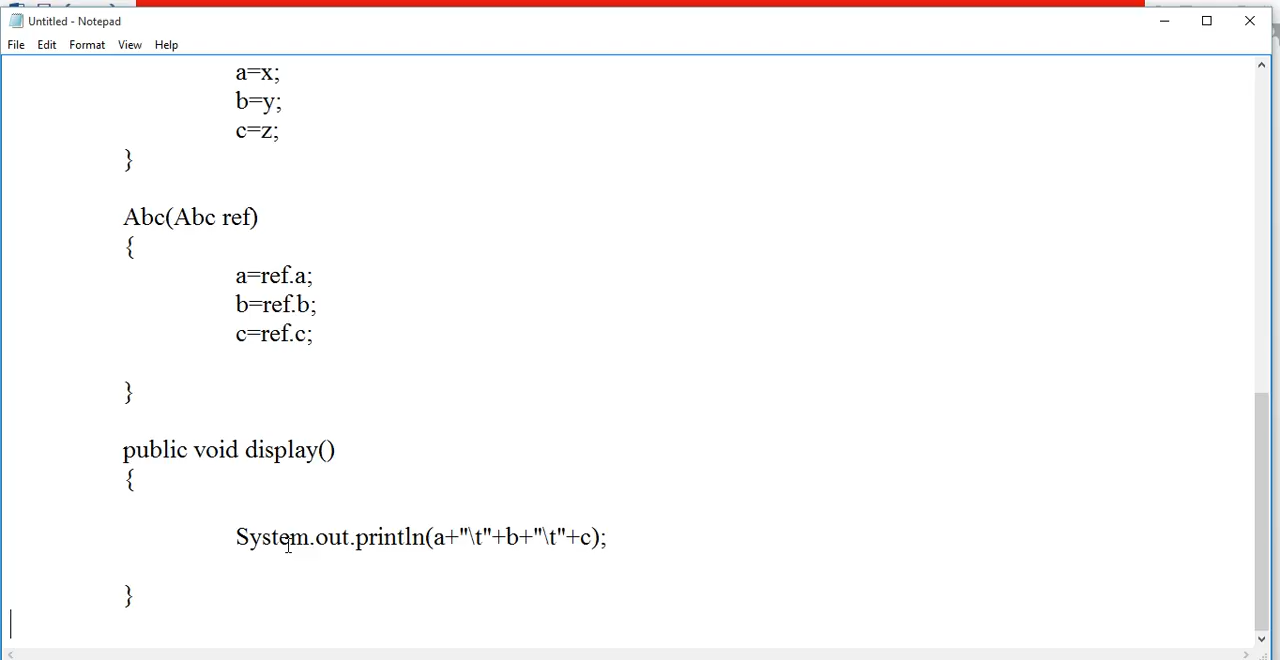 Untitled - Notepad
File Edit Format View Help
a=x;
b=y;
c=z;
}
Abc(Abc ref)
{
a=ref.a;
b=ref.b;
c=ref.c;
}
public void display()
{
System.out.println(a+"\t"+b+"\t"+c);
}